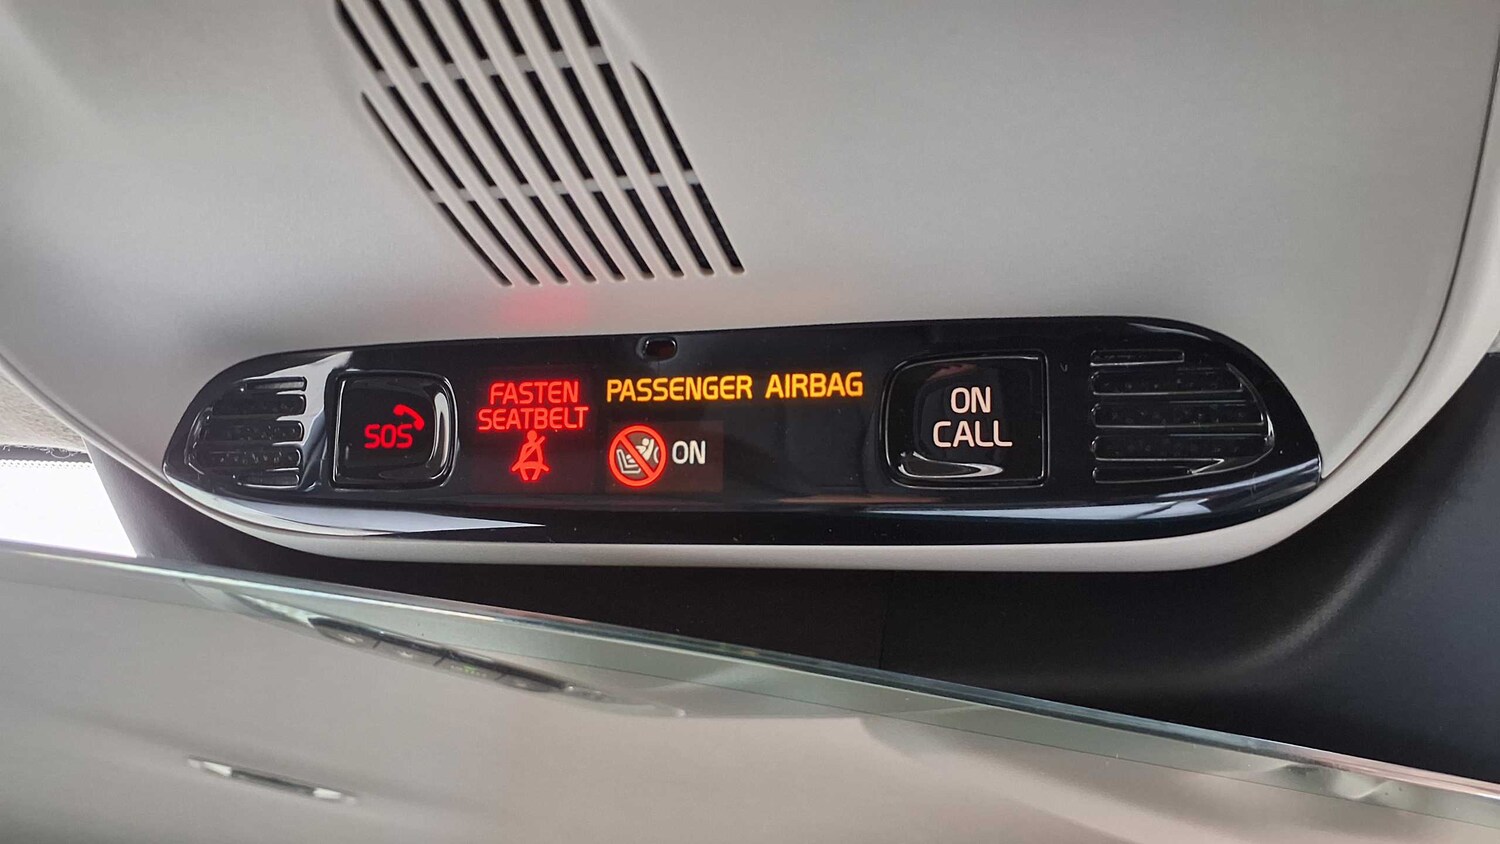 SOS
FASTEN
SEATBELT
PASSENGER AIRBAG
ON
ON
CALL